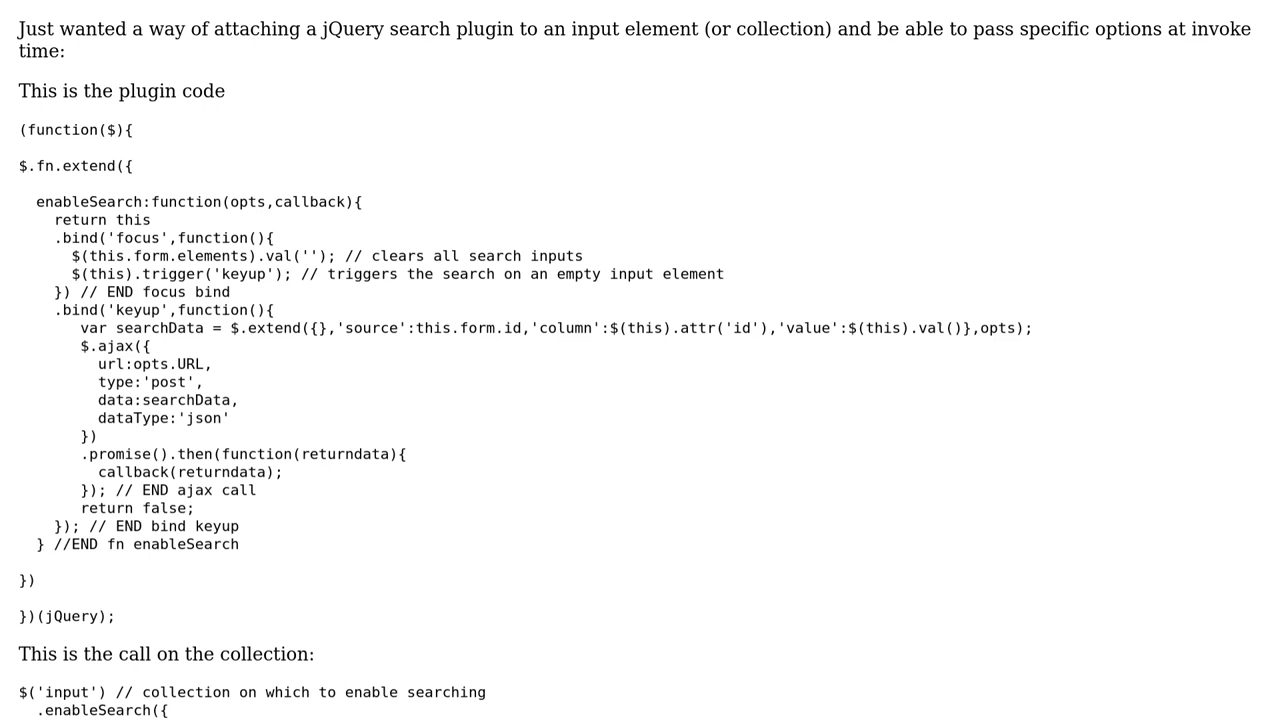 Just wanted a way of attaching a jQuery search plugin to an input element (or collection) and be able to pass specific options at invoke
time:
This is the plugin code
(function($){
$.fn.extend({
  enableSearch:function(opts,callback){
    return this
    .bind('focus',function(){
      $(this.form.elements).val(''); // clears all search inputs
      $(this).trigger('keyup'); // triggers the search on an empty input element
    }) // END focus bind
    .bind('keyup',function(){
       var searchData = $.extend({},'source':this.form.id,'column':$(this).attr('id'),'value':$(this).val()},opts);
       $.ajax({
         url:opts.URL,
         type:'post',
         data:searchData,
         dataType:'json'
       })
       .promise().then(function(returndata){
         callback(returndata);
       }); // END ajax call
       return false;
    }); // END bind keyup
  } //END fn enableSearch
})
})(jQuery);
This is the call on the collection:
$('input') // collection on which to enable searching
  .enableSearch({